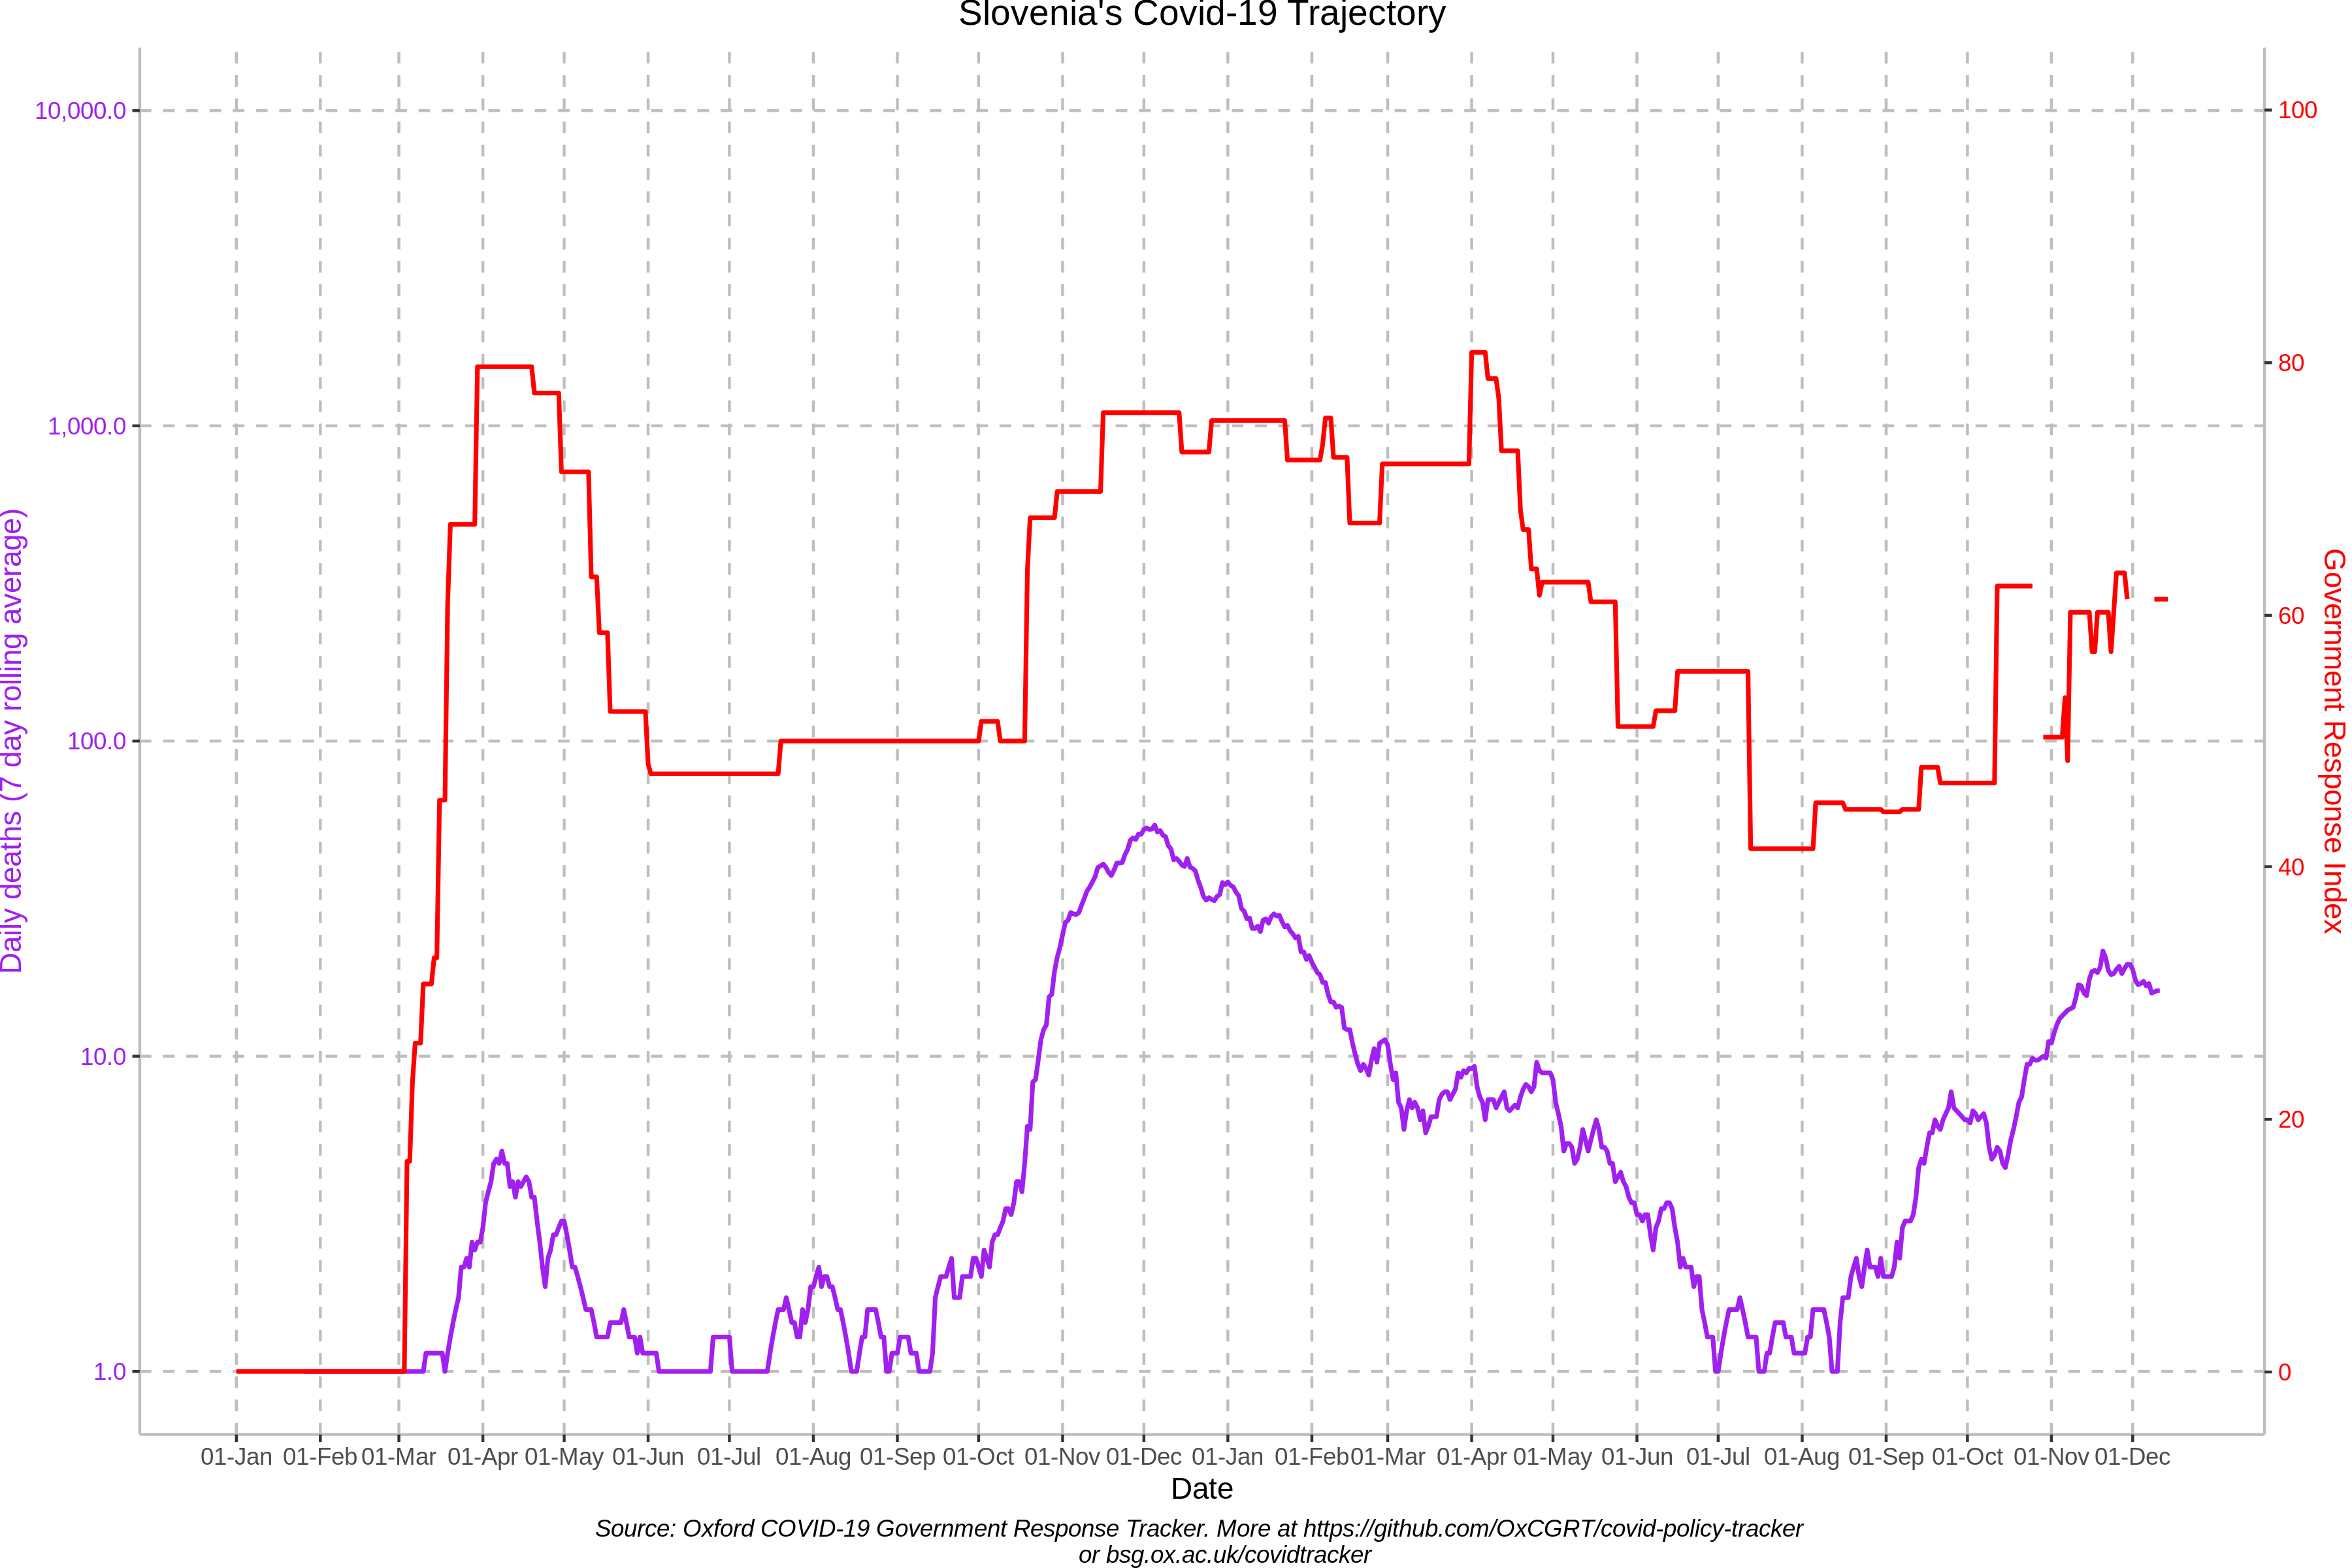 Slovenia's Covid-19 Trajectory
10,000.0
1,000.0
100.0
10.0
1.0
Daily deaths (7 day rolling average)
100
80
60
40
20
0
Government Response Index
01-Jan 01-Feb 01-Mar 01-Apr 01-May 01-Jun 01-Jul 01-Aug 01-Sep 01-Oct 01-Nov 01-Dec 01-Jan 01-Feb 01-Mar 01-Apr 01-May 01-Jun 01-Jul 01-Aug 01-Sep 01-Oct 01-Nov 01-Dec
Date
Source: Oxford COVID-19 Government Response Tracker. More at https://github.com/OxCGRT/covid-policy-tracker
or bsg.ox.ac.uk/covidtracker